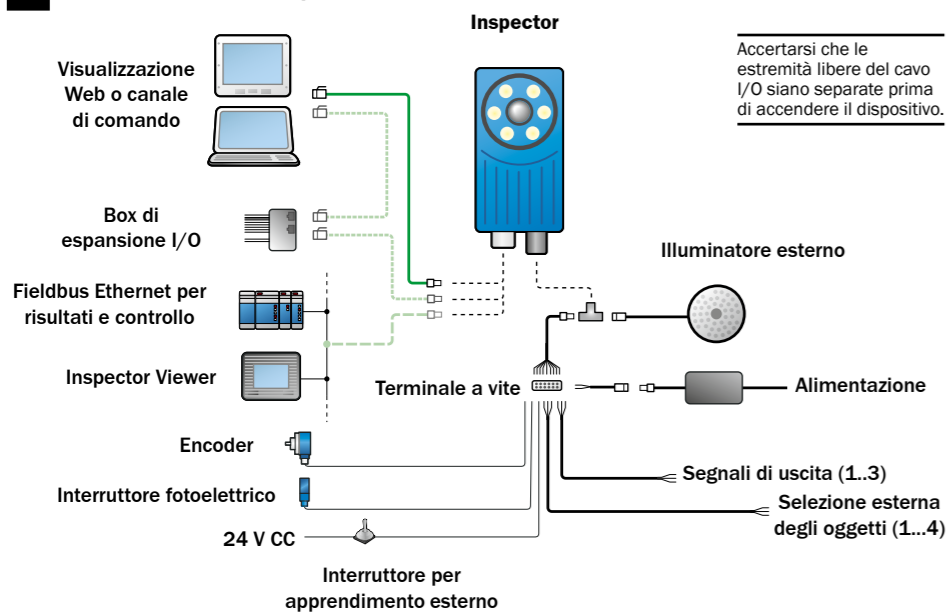 Inspector
Accertarsi che le
estremità libere del cavo
I/O siano separate prima
di accendere il dispositivo.
Visualizzazione
Web o canale
di comando
Box di
espansione I/O
Illuminatore esterno
Fieldbus Ethernet per
risultati e controllo
Inspector Viewer
Terminale a vite
Alimentazione
Encoder
Segnali di uscita (1..3)
Interruttore fotoelettrico
Selezione esterna
degli oggetti (1...4)
24 V CC
Interruttore per
apprendimento esterno